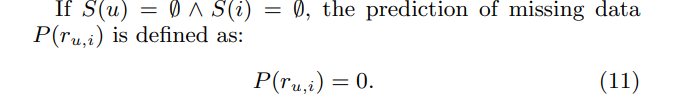 If S(u) = ∅ ∧ S(i) = ∅, the prediction of missing data
P(r_{u,i}) is defined as:
P(r_{u,i}) = 0. (11)